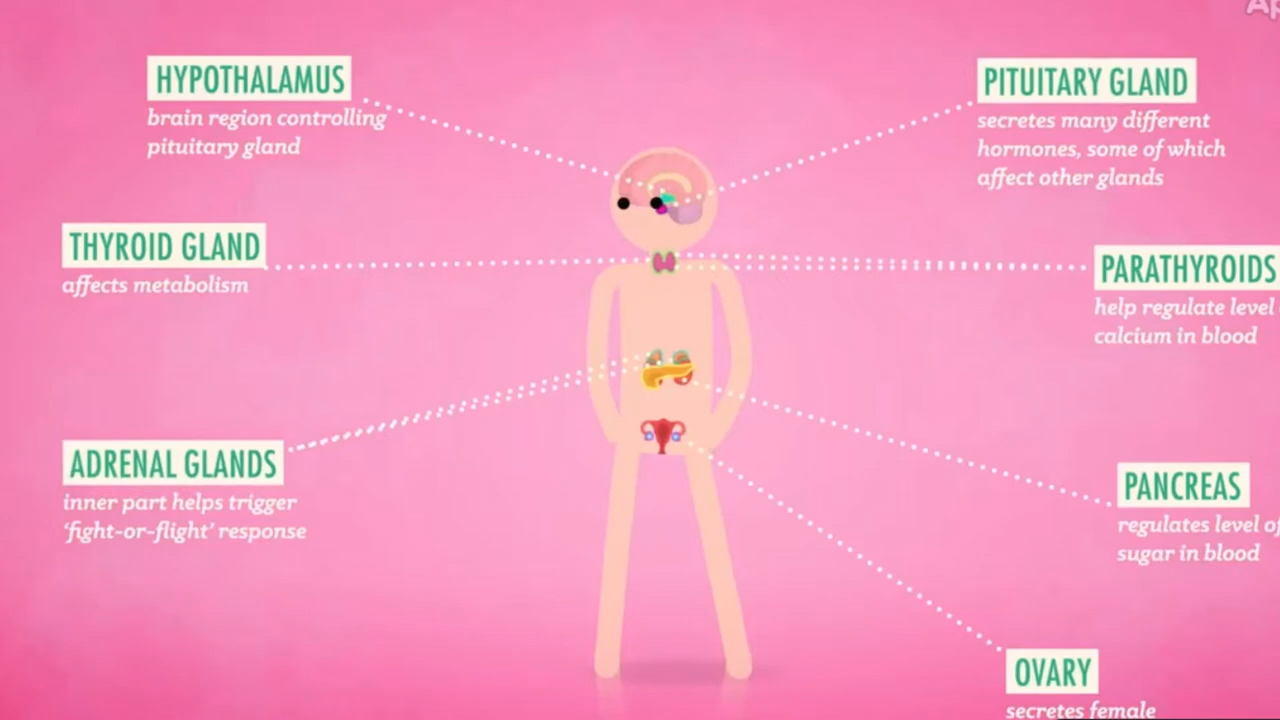 Ap
HYPOTHALAMUS
brain region controlling
pituitary gland
PITUITARY GLAND
secretes many different
hormones, some of which
affect other glands
THYROID GLAND
affects metabolism
PARATHYROIDS
help regulate level
calcium in blood
ADRENAL GLANDS
inner part helps trigger
‘fight-or-flight’ response
PANCREAS
regulates level of
sugar in blood
OVARY
secretes female